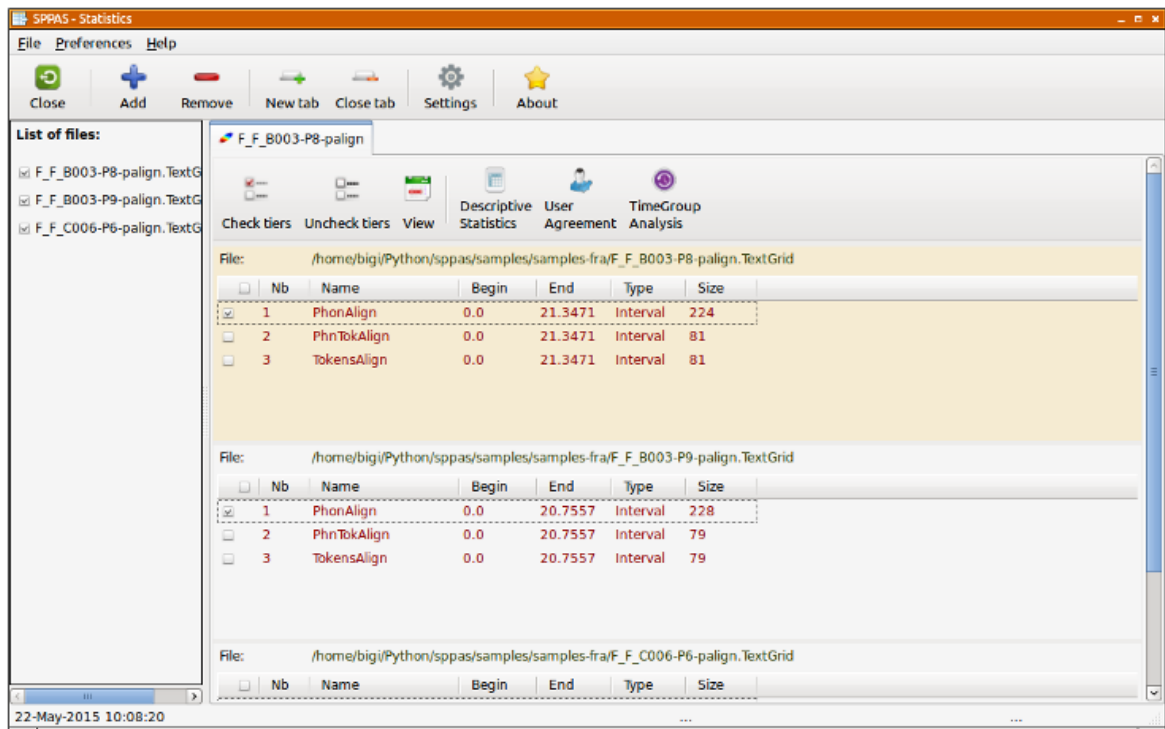 SPPAS - Statistics
File Preferences Help
Close Add Remove New tab Close tab Settings About
List of files:
F_F_B003-P8-palign.TextG
F_F_B003-P9-palign.TextG
F_F_C006-P6-palign.TextG
F_F_B003-P8-palign
Check tiers Uncheck tiers View Descriptive Statistics User Agreement TimeGroup Analysis
File: /home/bigi/Python/sppas/samples/samples-fra/F_F_B003-P8-palign.TextGrid
Nb Name Begin End Type Size
1 PhonAlign 0.0 21.3471 Interval 224
2 PhnTokAlign 0.0 21.3471 Interval 81
3 TokensAlign 0.0 21.3471 Interval 81
File: /home/bigi/Python/sppas/samples/samples-fra/F_F_B003-P9-palign.TextGrid
Nb Name Begin End Type Size
1 PhonAlign 0.0 20.7557 Interval 228
2 PhnTokAlign 0.0 20.7557 Interval 79
3 TokensAlign 0.0 20.7557 Interval 79
File: /home/bigi/Python/sppas/samples/samples-fra/F_F_C006-P6-palign.TextGrid
Nb Name Begin End Type Size
22-May-2015 10:08:20 ... ...